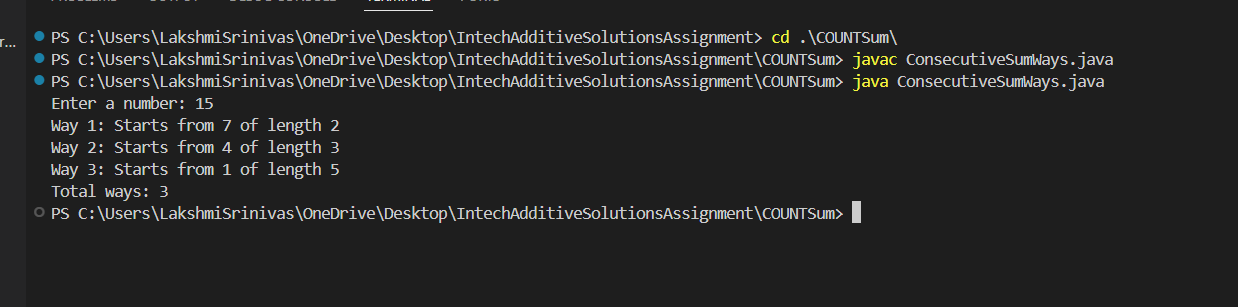 r...
PS C:\Users\LakshmiSrinivas\OneDrive\Desktop\IntechAdditiveSolutionsAssignment> cd .\COUNTSum\
PS C:\Users\LakshmiSrinivas\OneDrive\Desktop\IntechAdditiveSolutionsAssignment\COUNTSum> javac ConsecutiveSumWays.java
PS C:\Users\LakshmiSrinivas\OneDrive\Desktop\IntechAdditiveSolutionsAssignment\COUNTSum> java ConsecutiveSumWays.java
Enter a number: 15
Way 1: Starts from 7 of length 2
Way 2: Starts from 4 of length 3
Way 3: Starts from 1 of length 5
Total ways: 3
PS C:\Users\LakshmiSrinivas\OneDrive\Desktop\IntechAdditiveSolutionsAssignment\COUNTSum>